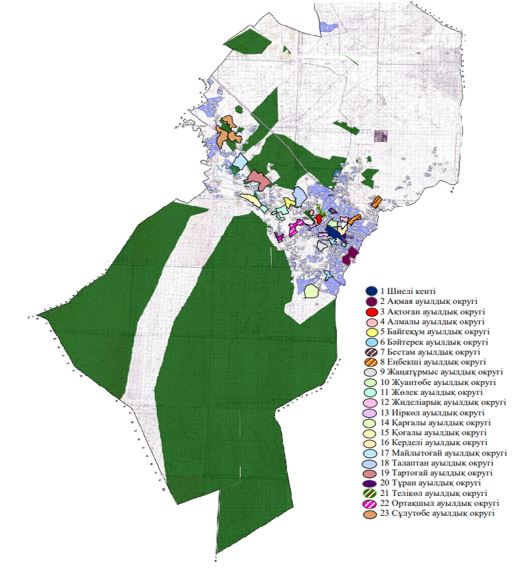 1 Шиелі кенті
2 Ақмая ауылдық округі
3 Ақтоған ауылдық округі
4 Алмалы ауылдық округі
5 Байгеқұм ауылдық округі
6 Бәйтерек ауылдық округі
7 Бестам ауылдық округі
8 Еңбекші ауылдық округі
9 Жаңатұрмыс ауылдық округі
10 Жуантөбе ауылдық округі
11 Жөлек ауылдық округі
12 Жиделіарық ауылдық округі
13 Иіркөл ауылдық округі
14 Қарғалы ауылдық округі
15 Қоғалы ауылдық округі
16 Керделі ауылдық округі
17 Майлытоғай ауылдық округі
18 Талаптан ауылдық округі
19 Тартоғай ауылдық округі
20 Тұран ауылдық округі
21 Телікөл ауылдық округі
22 Ортақшыл ауылдық округі
23 Сұлутөбе ауылдық округі